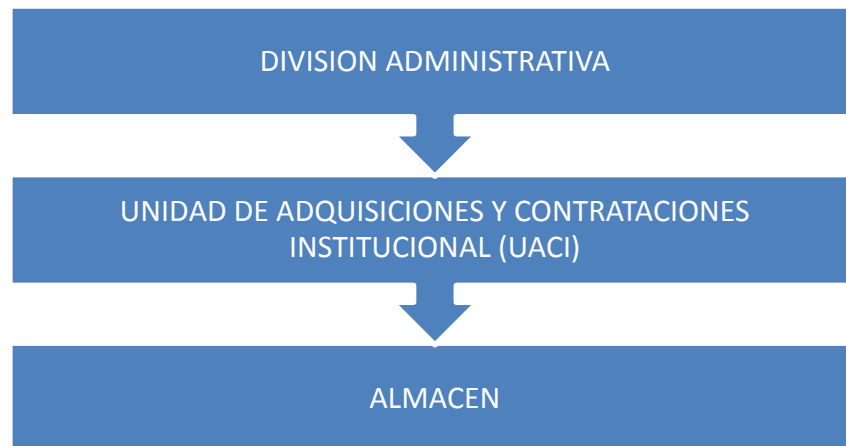 DIVISION ADMINISTRATIVA
UNIDAD DE ADQUISICIONES Y CONTRATACIONES
INSTITUCIONAL (UACI)
ALMACEN